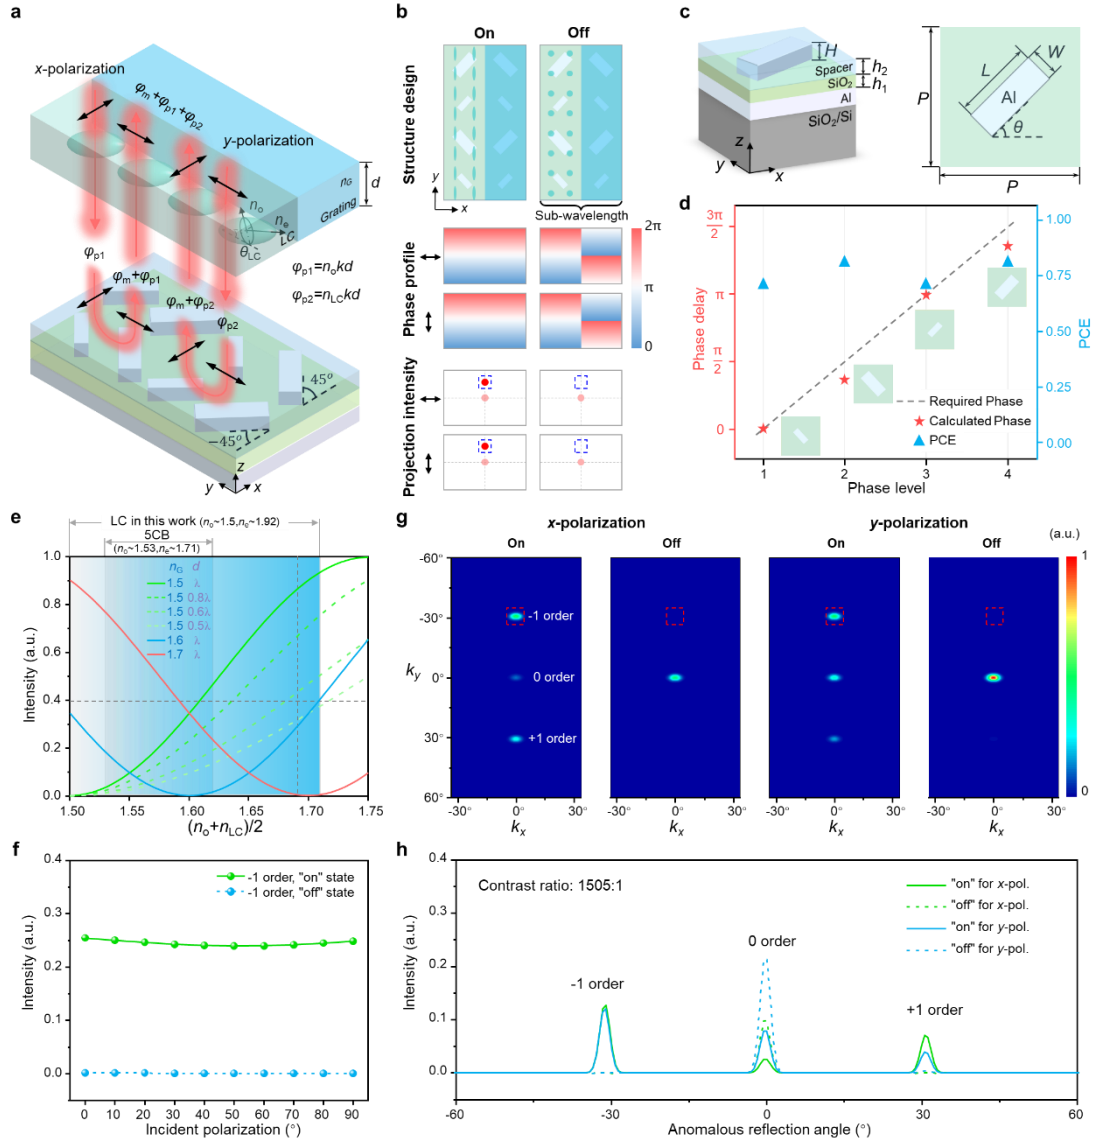 a
x-polarization
φm+φp1+φp2
y-polarization
nG
d
Grating
no
ne
LC
θLC
φp1
φp1=nokd
φm+φp1
φp2=nLCkd
φm+φp2
φp2
45°
−45°
z
y
x
b
On
Off
Structure design
y
x
Sub-wavelength
2π
π
0
Phase profile
Projection intensity
c
H
Spacer
h2
SiO2
h1
Al
SiO2/Si
z
y
x
P
L
W
Al
θ
P
d
3π/2
π
π/2
0
Phase delay
1.00
0.75
0.50
0.25
0.00
PCE
Required Phase
Calculated Phase
PCE
1 2 3 4
Phase level
e
LC in this work (no~1.5,ne~1.92)
5CB
(no~1.53,ne~1.71)
nG d
1.5 λ
1.5 0.8λ
1.5 0.6λ
1.5 0.5λ
1.6 λ
1.7 λ
1.0
0.8
0.6
0.4
0.2
0.0
Intensity (a.u.)
1.50 1.55 1.60 1.65 1.70 1.75
(no+nLC)/2
f
-1 order, "on" state
-1 order, "off" state
0.4
0.3
0.2
0.1
0.0
Intensity (a.u.)
0 10 20 30 40 50 60 70 80 90
Incident polarization (°)
g
x-polarization
y-polarization
(a.u.)
On
Off
On
Off
1
0
-60°
-30°
0°
30°
60°
ky
-1 order
0 order
+1 order
-30° 0° 30°
-30° 0° 30°
-30° 0° 30°
-30° 0° 30°
kx
kx
kx
kx
h
Contrast ratio: 1505:1
"on" for x-pol.
"off" for x-pol.
"on" for y-pol.
"off" for y-pol.
0 order
-1 order
+1 order
0.4
0.3
0.2
0.1
0.0
Intensity (a.u.)
-60 -30 0 30 60
Anomalous reflection angle (°)